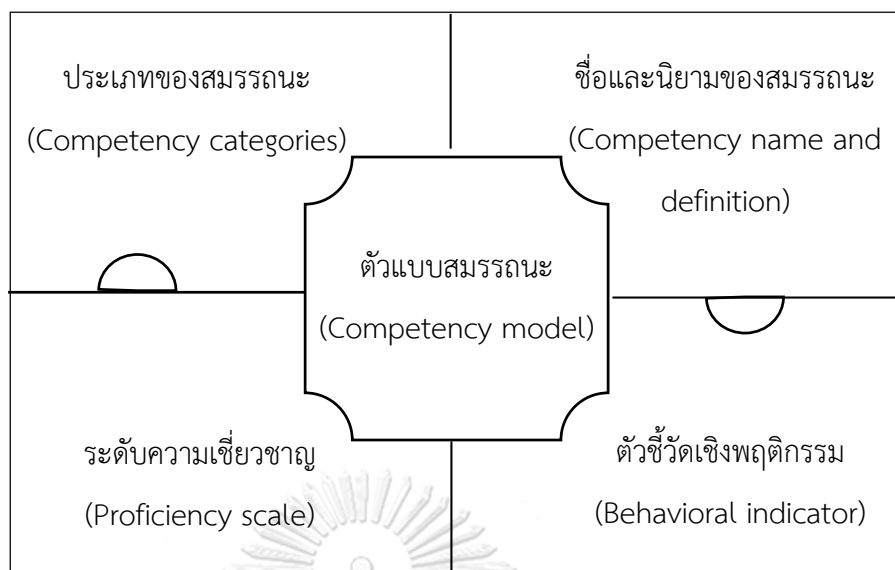 ประเภทของสมรรถนะ
(Competency categories)
ชื่อและนิยามของสมรรถนะ
(Competency name and
definition)
ตัวแบบสมรรถนะ
(Competency model)
ระดับความเชี่ยวชาญ
(Proficiency scale)
ตัวชี้วัดเชิงพฤติกรรม
(Behavioral indicator)